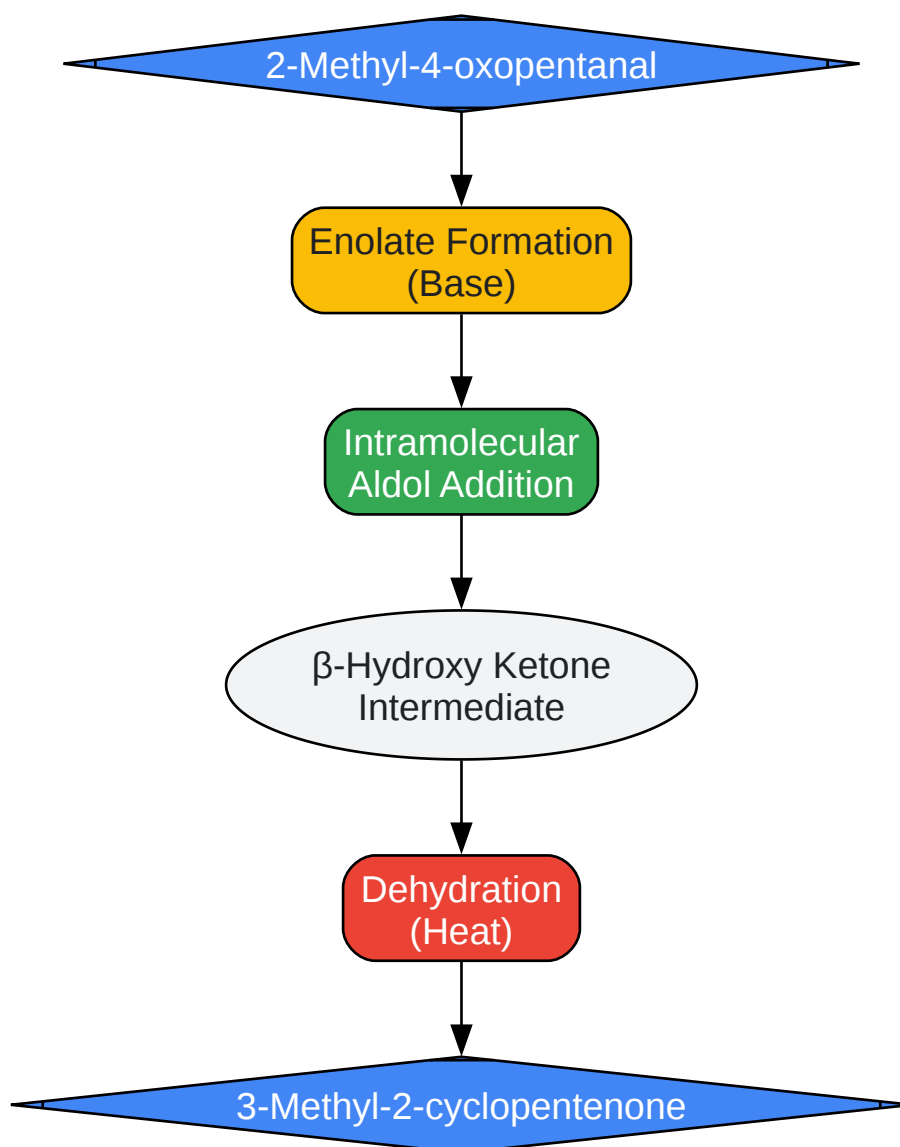 2-Methyl-4-oxopentanal
Enolate Formation
(Base)
Intramolecular
Aldol Addition
β-Hydroxy Ketone
Intermediate
Dehydration
(Heat)
3-Methyl-2-cyclopentenone